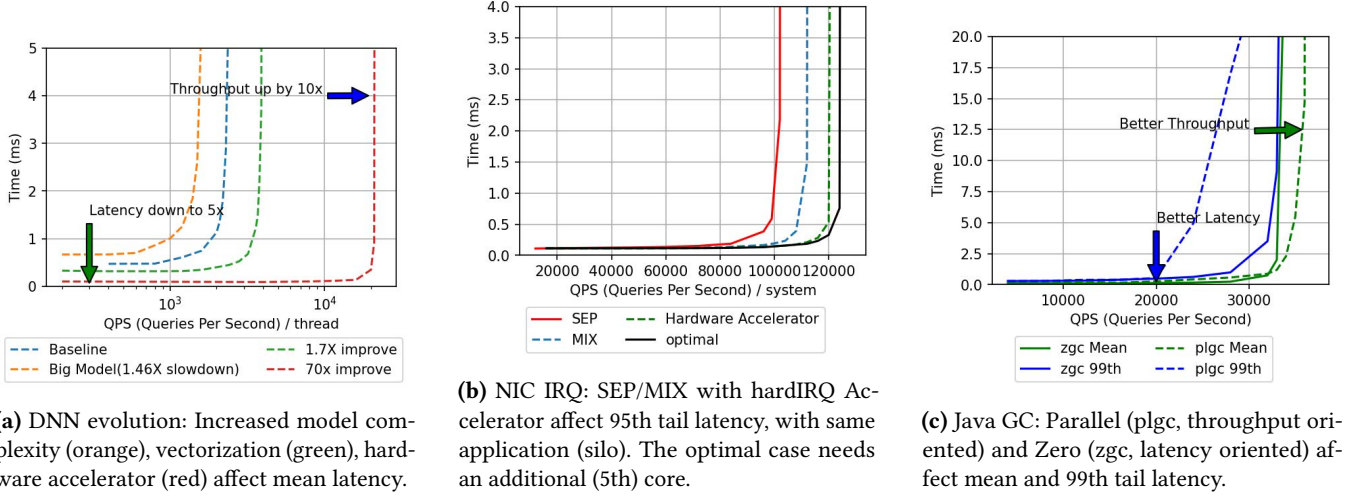 5
4
3
2
1
0
Time (ms)
Throughput up by 10x
Latency down to 5x
10³
10⁴
QPS (Queries Per Second) / thread
Baseline
Big Model(1.46X slowdown)
1.7X improve
70x improve
(a) DNN evolution: Increased model com-
plexity (orange), vectorization (green), hard-
ware accelerator (red) affect mean latency.
4.0
3.5
3.0
2.5
2.0
1.5
1.0
0.5
0.0
Time (ms)
20000 40000 60000 80000 100000 120000
QPS (Queries Per Second) / system
SEP
MIX
Hardware Accelerator
optimal
(b) NIC IRQ: SEP/MIX with hardIRQ Ac-
celerator affect 95th tail latency, with same
application (silo). The optimal case needs
an additional (5th) core.
20.0
17.5
15.0
12.5
10.0
7.5
5.0
2.5
0.0
Time (ms)
Better Throughput
Better Latency
10000 20000 30000
QPS (Queries Per Second)
zgc Mean
zgc 99th
plgc Mean
plgc 99th
(c) Java GC: Parallel (plgc, throughput ori-
ented) and Zero (zgc, latency oriented) af-
fect mean and 99th tail latency.